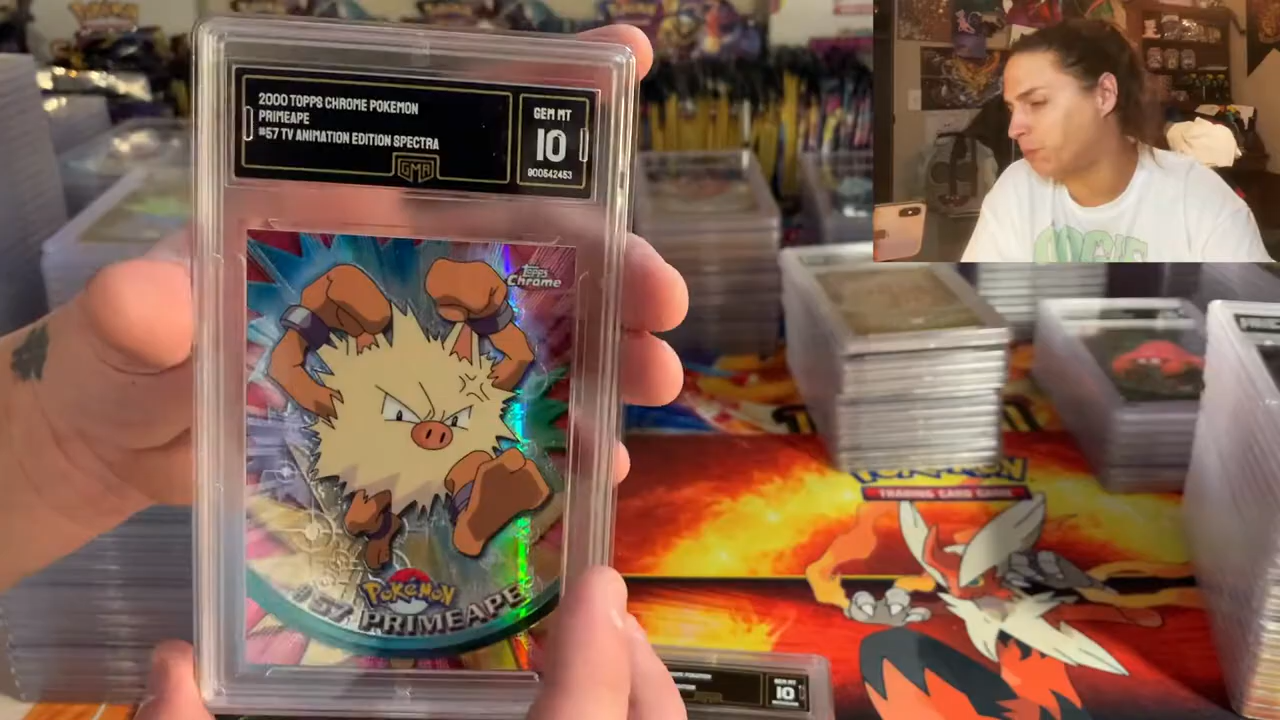 2000 TOPPS CHROME POKEMON
PRIMEAPE
#57 TV ANIMATION EDITION SPECTRA
GMA
GEM MT
10
900542453
TOPPS
Chrome
POKéMON
#57 PRIMEAPE
POKéMON
TRADING CARD GAME
GEM MT
10